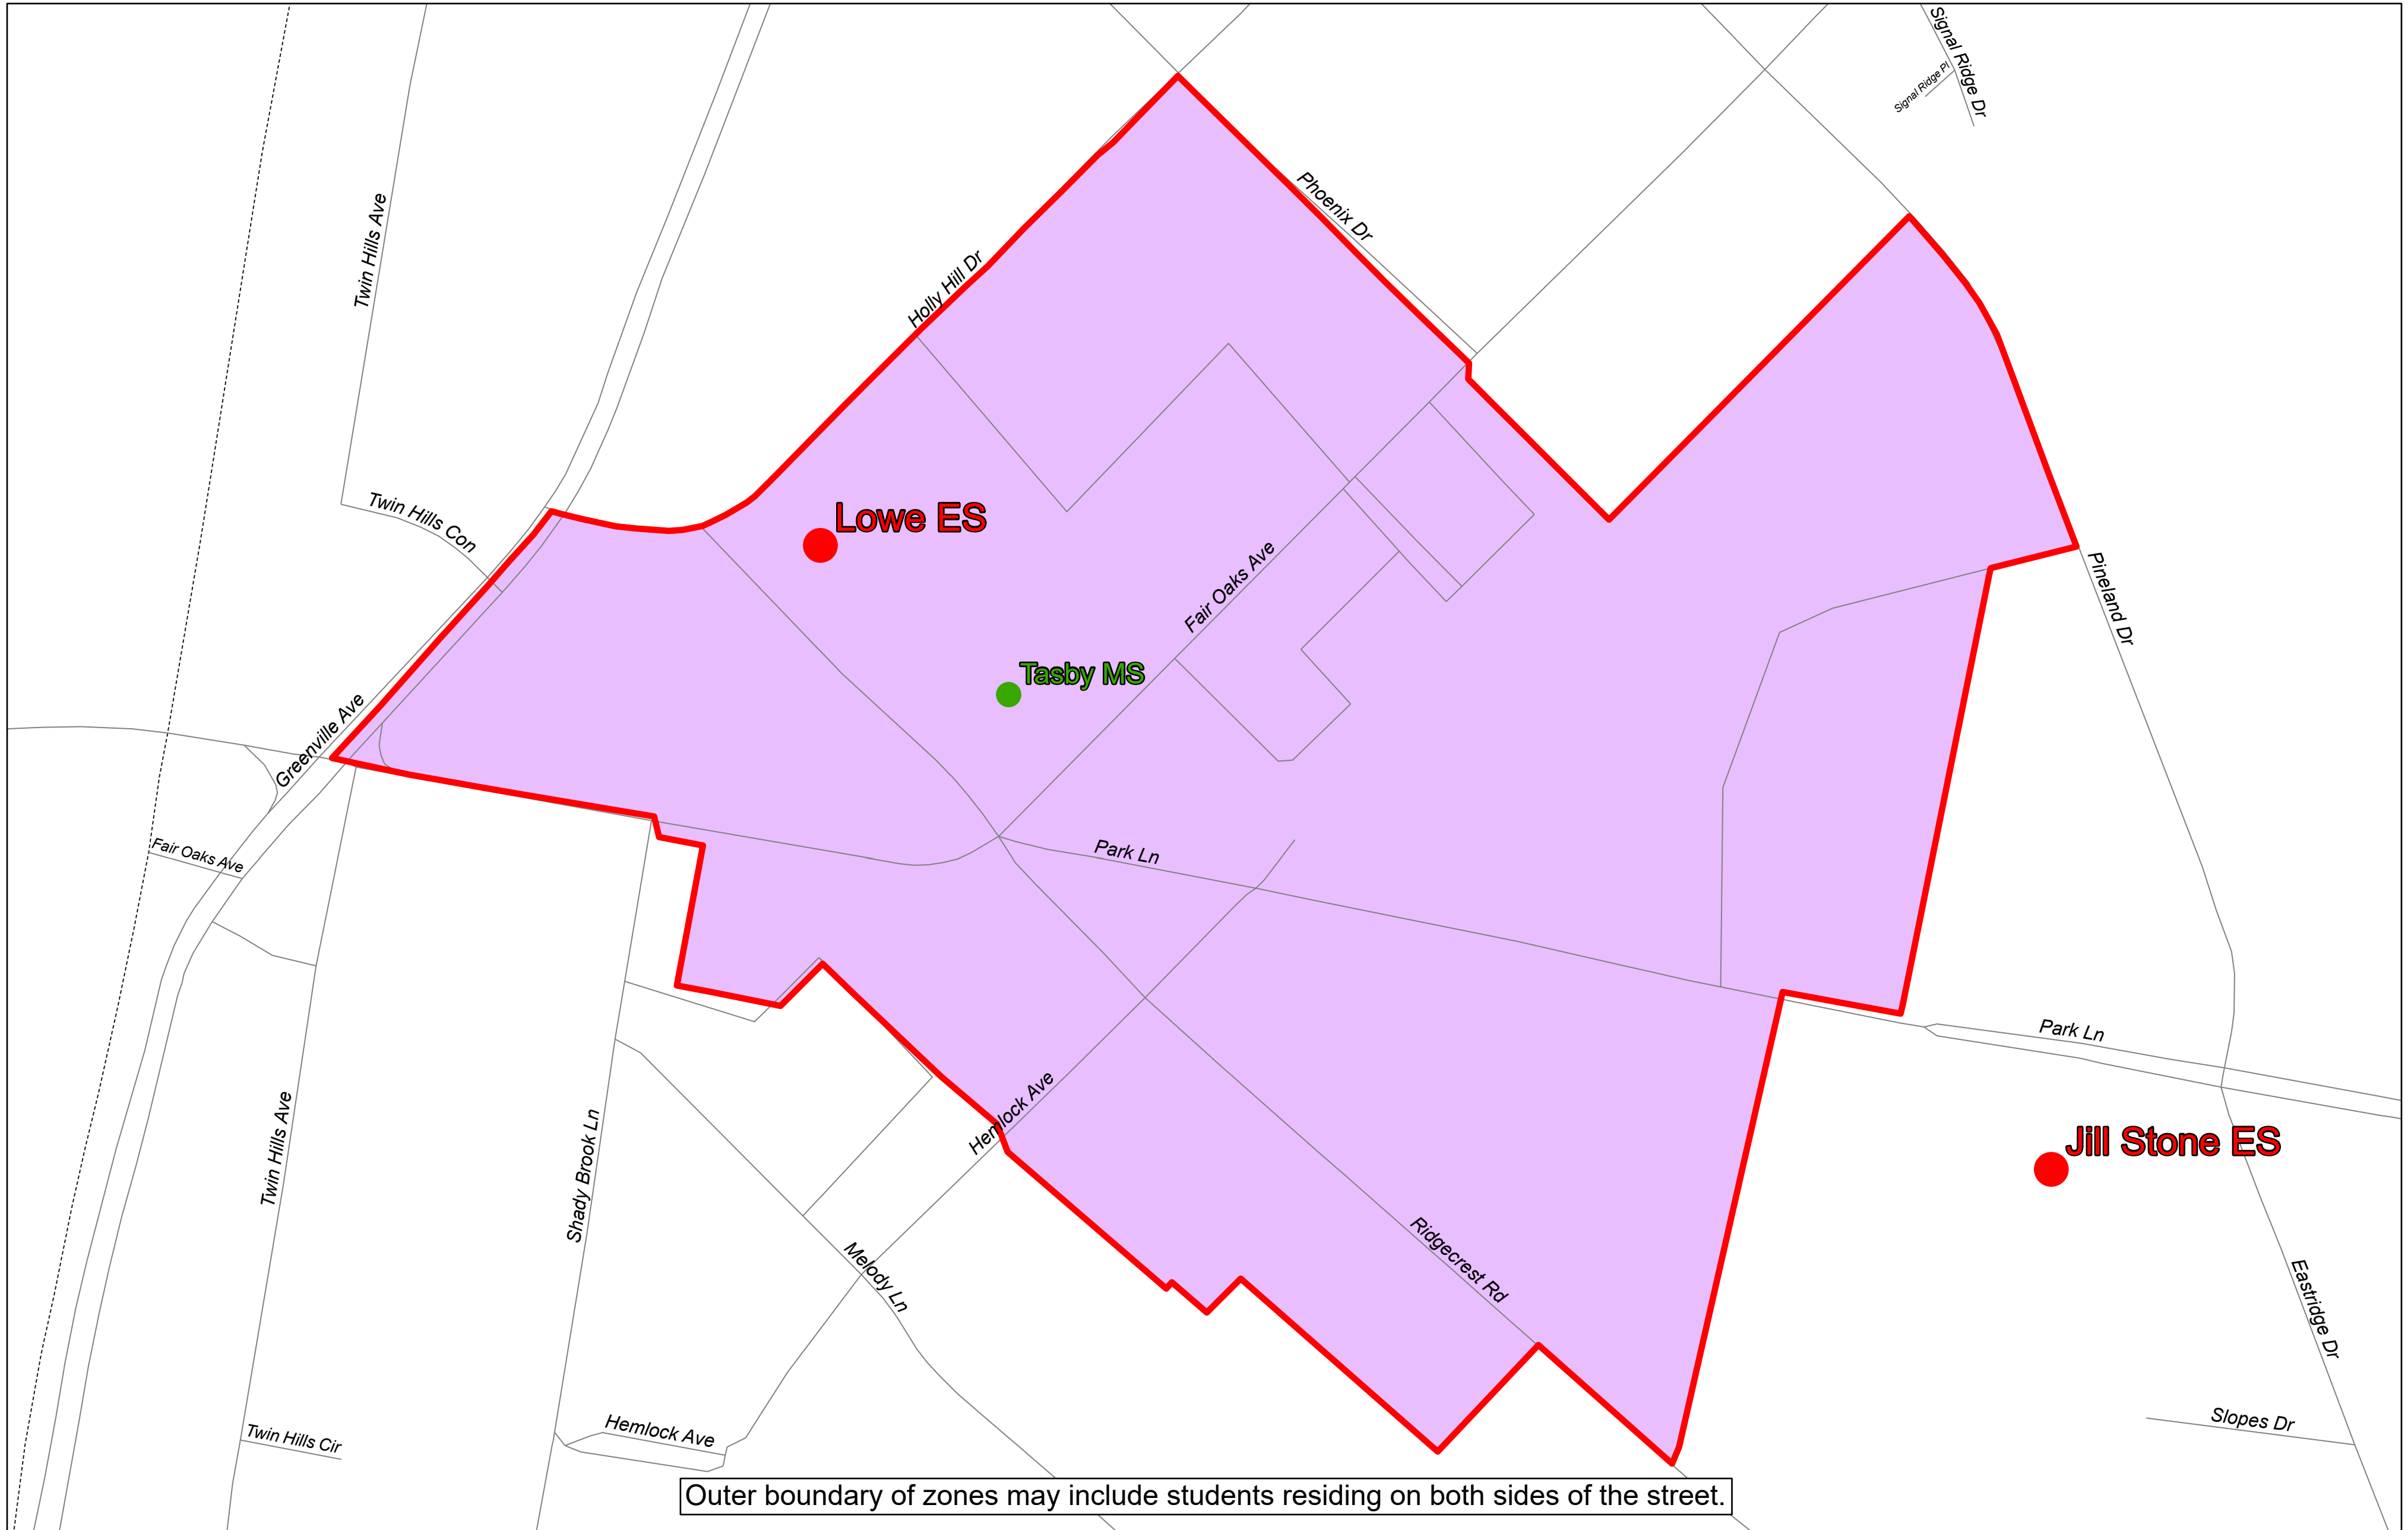 Signal Ridge Dr
Signal Ridge Pl
Twin Hills Ave
Phoenix Dr
Holly Hill Dr
Twin Hills Con
Lowe ES
Fair Oaks Ave
Pineland Dr
Tasby MS
Greenville Ave
Fair Oaks Ave
Park Ln
Park Ln
Hemlock Ave
Twin Hills Ave
Shady Brook Ln
Jill Stone ES
Melody Ln
Ridgecrest Rd
Eastridge Dr
Hemlock Ave
Slopes Dr
Twin Hills Cir
Outer boundary of zones may include students residing on both sides of the street.